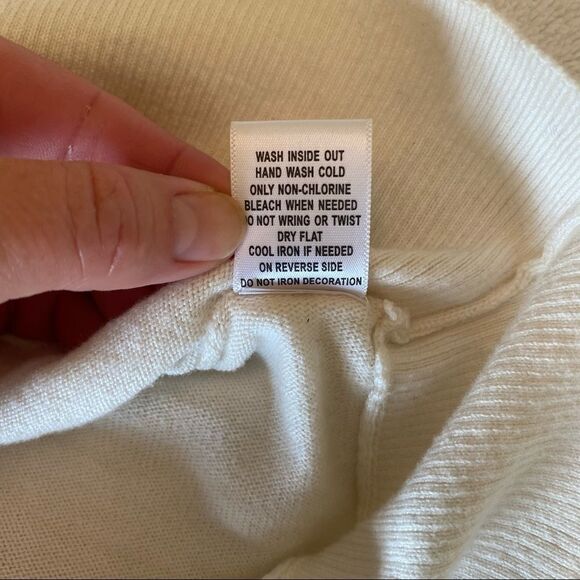 WASH INSIDE OUT
HAND WASH COLD
ONLY NON-CHLORINE
BLEACH WHEN NEEDED
DO NOT WRING OR TWIST
DRY FLAT
COOL IRON IF NEEDED
ON REVERSE SIDE
DO NOT IRON DECORATION